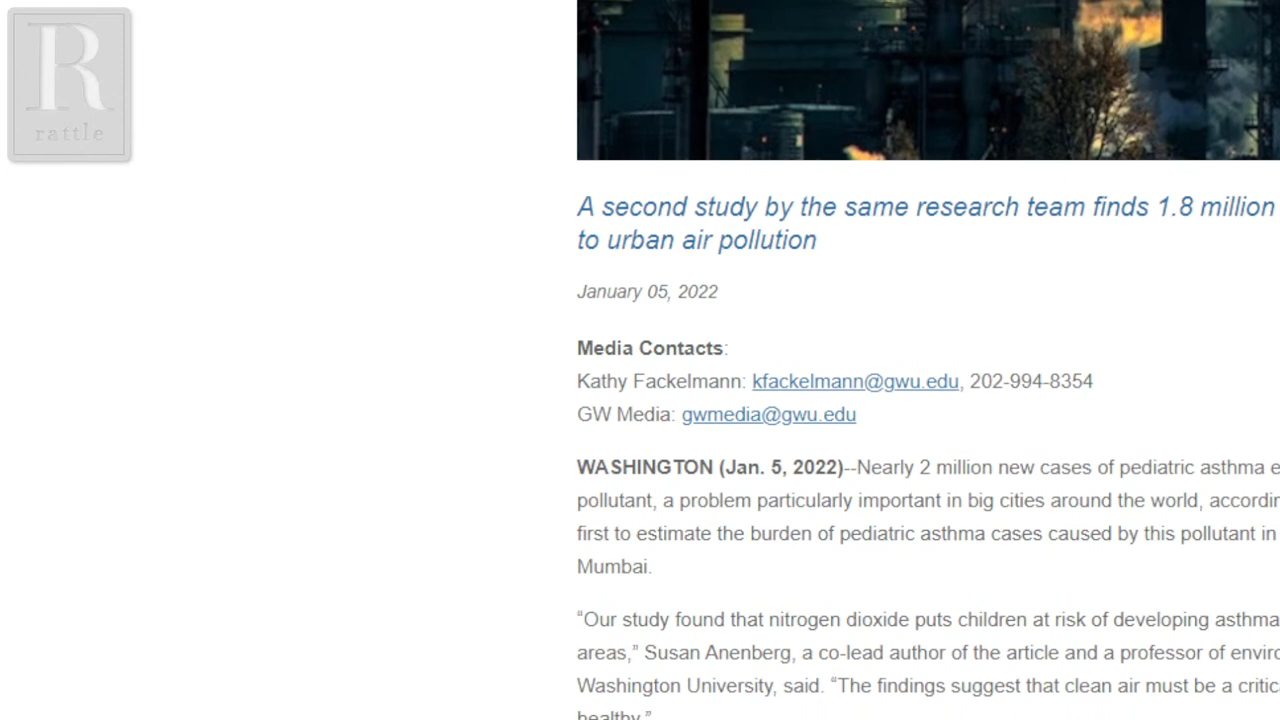 R
rattle
A second study by the same research team finds 1.8 million
to urban air pollution
January 05, 2022
Media Contacts:
Kathy Fackelmann: kfackelmann@gwu.edu, 202-994-8354
GW Media: gwmedia@gwu.edu
WASHINGTON (Jan. 5, 2022)--Nearly 2 million new cases of pediatric asthma e
pollutant, a problem particularly important in big cities around the world, accordin
first to estimate the burden of pediatric asthma cases caused by this pollutant in
Mumbai.
“Our study found that nitrogen dioxide puts children at risk of developing asthma
areas,” Susan Anenberg, a co-lead author of the article and a professor of enviro
Washington University, said. “The findings suggest that clean air must be a critic
healthy.”